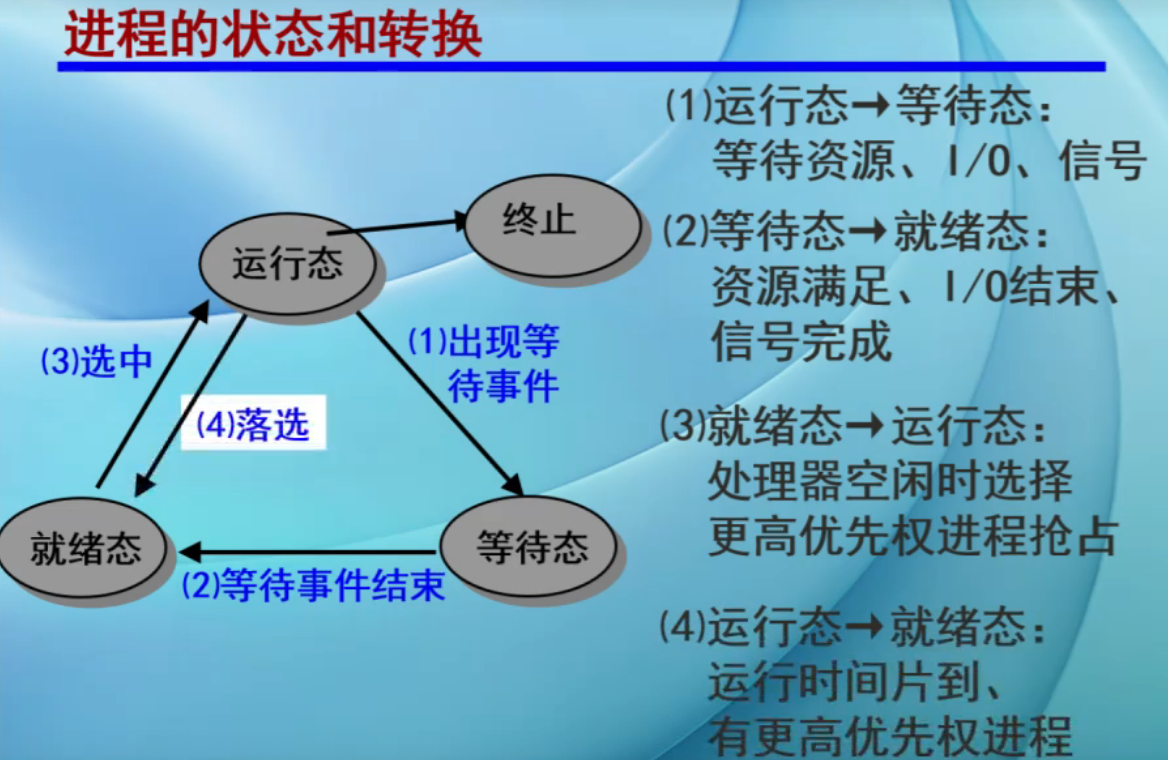 进程的状态和转换
运行态
终止
(3)选中
(4)落选
(1)出现等
待事件
就绪态
等待态
(2)等待事件结束
(1)运行态→等待态:
等待资源、I/O、信号
(2)等待态→就绪态:
资源满足、I/O结束、
信号完成
(3)就绪态→运行态:
处理器空闲时选择
更高优先权进程抢占
(4)运行态→就绪态:
运行时间片到、
有更高优先权进程